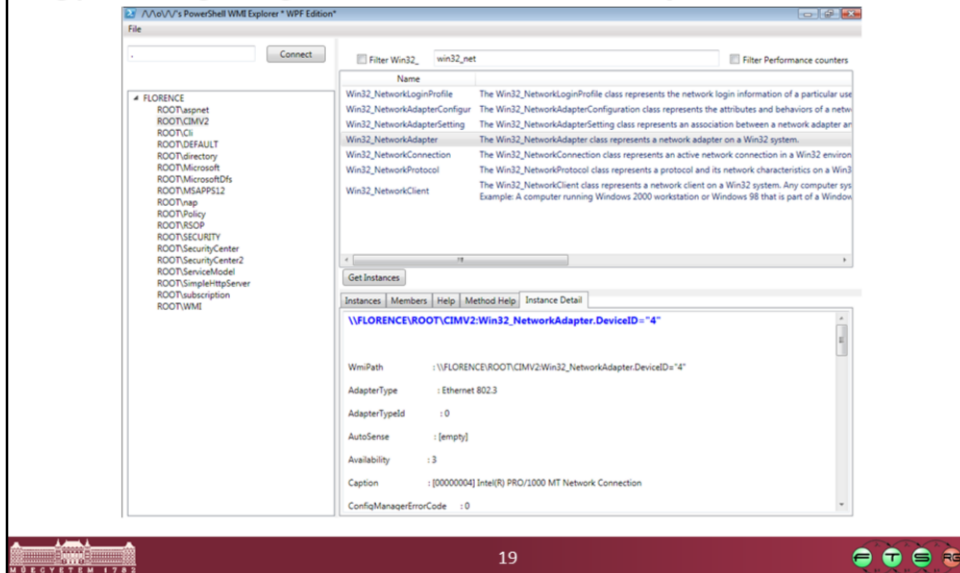 /\/\o\/\/'s PowerShell WMI Explorer * WPF Edition*
File
.
Connect
Filter Win32_
win32_net
Filter Performance counters
FLORENCE
ROOT\aspnet
ROOT\CIMV2
ROOT\Cli
ROOT\DEFAULT
ROOT\directory
ROOT\Microsoft
ROOT\MicrosoftDfs
ROOT\MSAPPS12
ROOT\nap
ROOT\Policy
ROOT\RSOP
ROOT\SECURITY
ROOT\SecurityCenter
ROOT\SecurityCenter2
ROOT\ServiceModel
ROOT\SimpleHttpServer
ROOT\subscription
ROOT\WMI
Name
Win32_NetworkLoginProfile The Win32_NetworkLoginProfile class represents the network login information of a particular use
Win32_NetworkAdapterConfigur The Win32_NetworkAdapterConfiguration class represents the attributes and behaviors of a netw
Win32_NetworkAdapterSetting The Win32_NetworkAdapterSetting class represents an association between a network adapter an
Win32_NetworkAdapter The Win32_NetworkAdapter class represents a network adapter on a Win32 system.
Win32_NetworkConnection The Win32_NetworkConnection class represents an active network connection in a Win32 environ
Win32_NetworkProtocol The Win32_NetworkProtocol class represents a protocol and its network characteristics on a Win3
Win32_NetworkClient The Win32_NetworkClient class represents a network client on a Win32 system. Any computer sys
Example: A computer running Windows 2000 workstation or Windows 98 that is part of a Window
Get Instances
Instances Members Help Method Help Instance Detail
\\FLORENCE\ROOT\CIMV2:Win32_NetworkAdapter.DeviceID="4"
WmiPath : \\FLORENCE\ROOT\CIMV2:Win32_NetworkAdapter.DeviceID="4"
AdapterType : Ethernet 802.3
AdapterTypeId : 0
AutoSense : [empty]
Availability : 3
Caption : [00000004] Intel(R) PRO/1000 MT Network Connection
ConfigManagerErrorCode : 0
MŰEGYETEM 1782
19
F T S RG